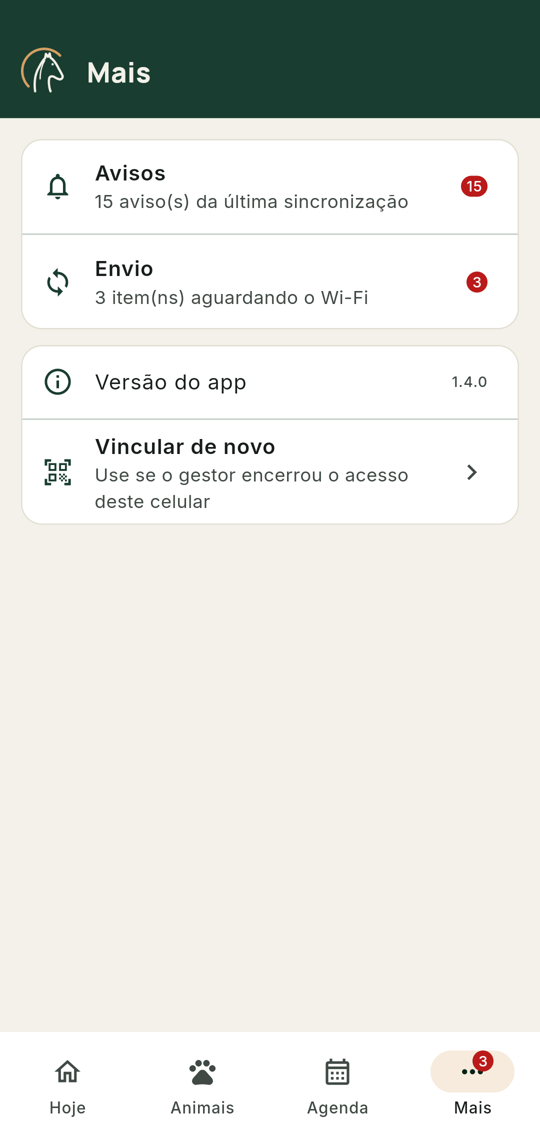 Mais
Avisos
15 aviso(s) da última sincronização
15
Envio
3 item(ns) aguardando o Wi-Fi
3
Versão do app
1.4.0
Vincular de novo
Use se o gestor encerrou o acesso
deste celular
3
Hoje
Animais
Agenda
Mais